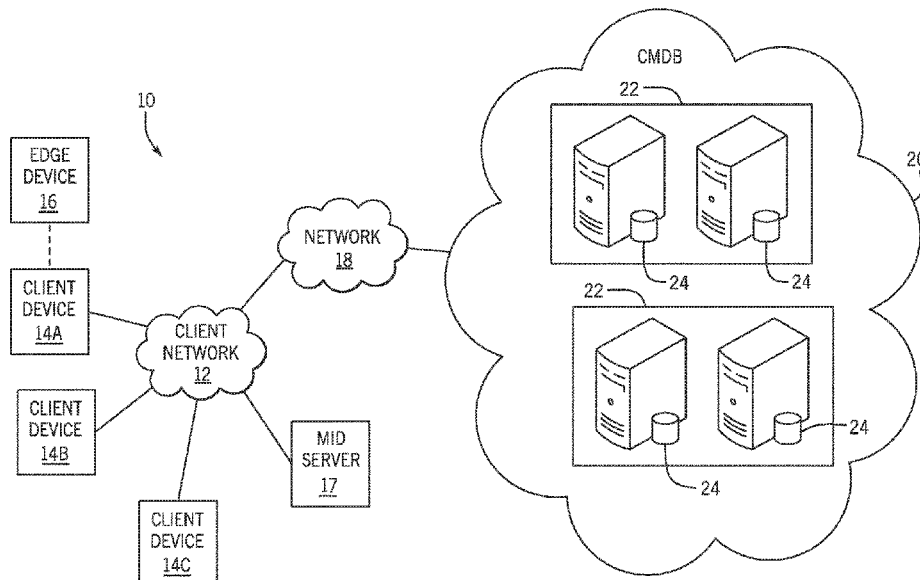 10
EDGE
DEVICE
16
CLIENT
DEVICE
14A
CLIENT
DEVICE
14B
CLIENT
DEVICE
14C
CLIENT
NETWORK
12
MID
SERVER
17
NETWORK
18
CMDB
22
24
24
22
24
24